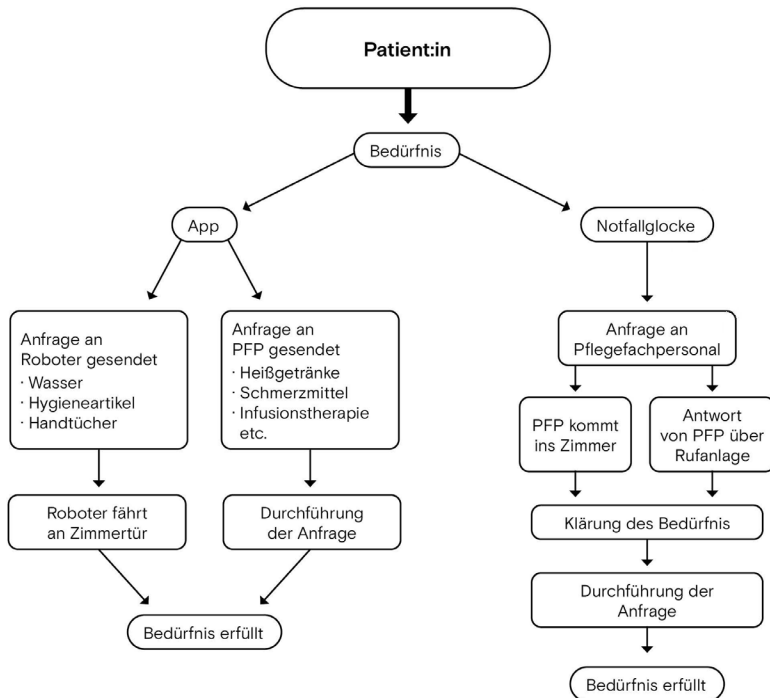 Patient:in
Bedürfnis
App
Notfallglocke
Anfrage an
Roboter gesendet
· Wasser
· Hygieneartikel
· Handtücher
Anfrage an
PFP gesendet
· Heißgetränke
· Schmerzmittel
· Infusionstherapie
etc.
Anfrage an
Pflegefachpersonal
PFP kommt
ins Zimmer
Antwort
von PFP über
Rufanlage
Roboter fährt
an Zimmertür
Durchführung
der Anfrage
Klärung des Bedürfnis
Durchführung der
Anfrage
Bedürfnis erfüllt
Bedürfnis erfüllt